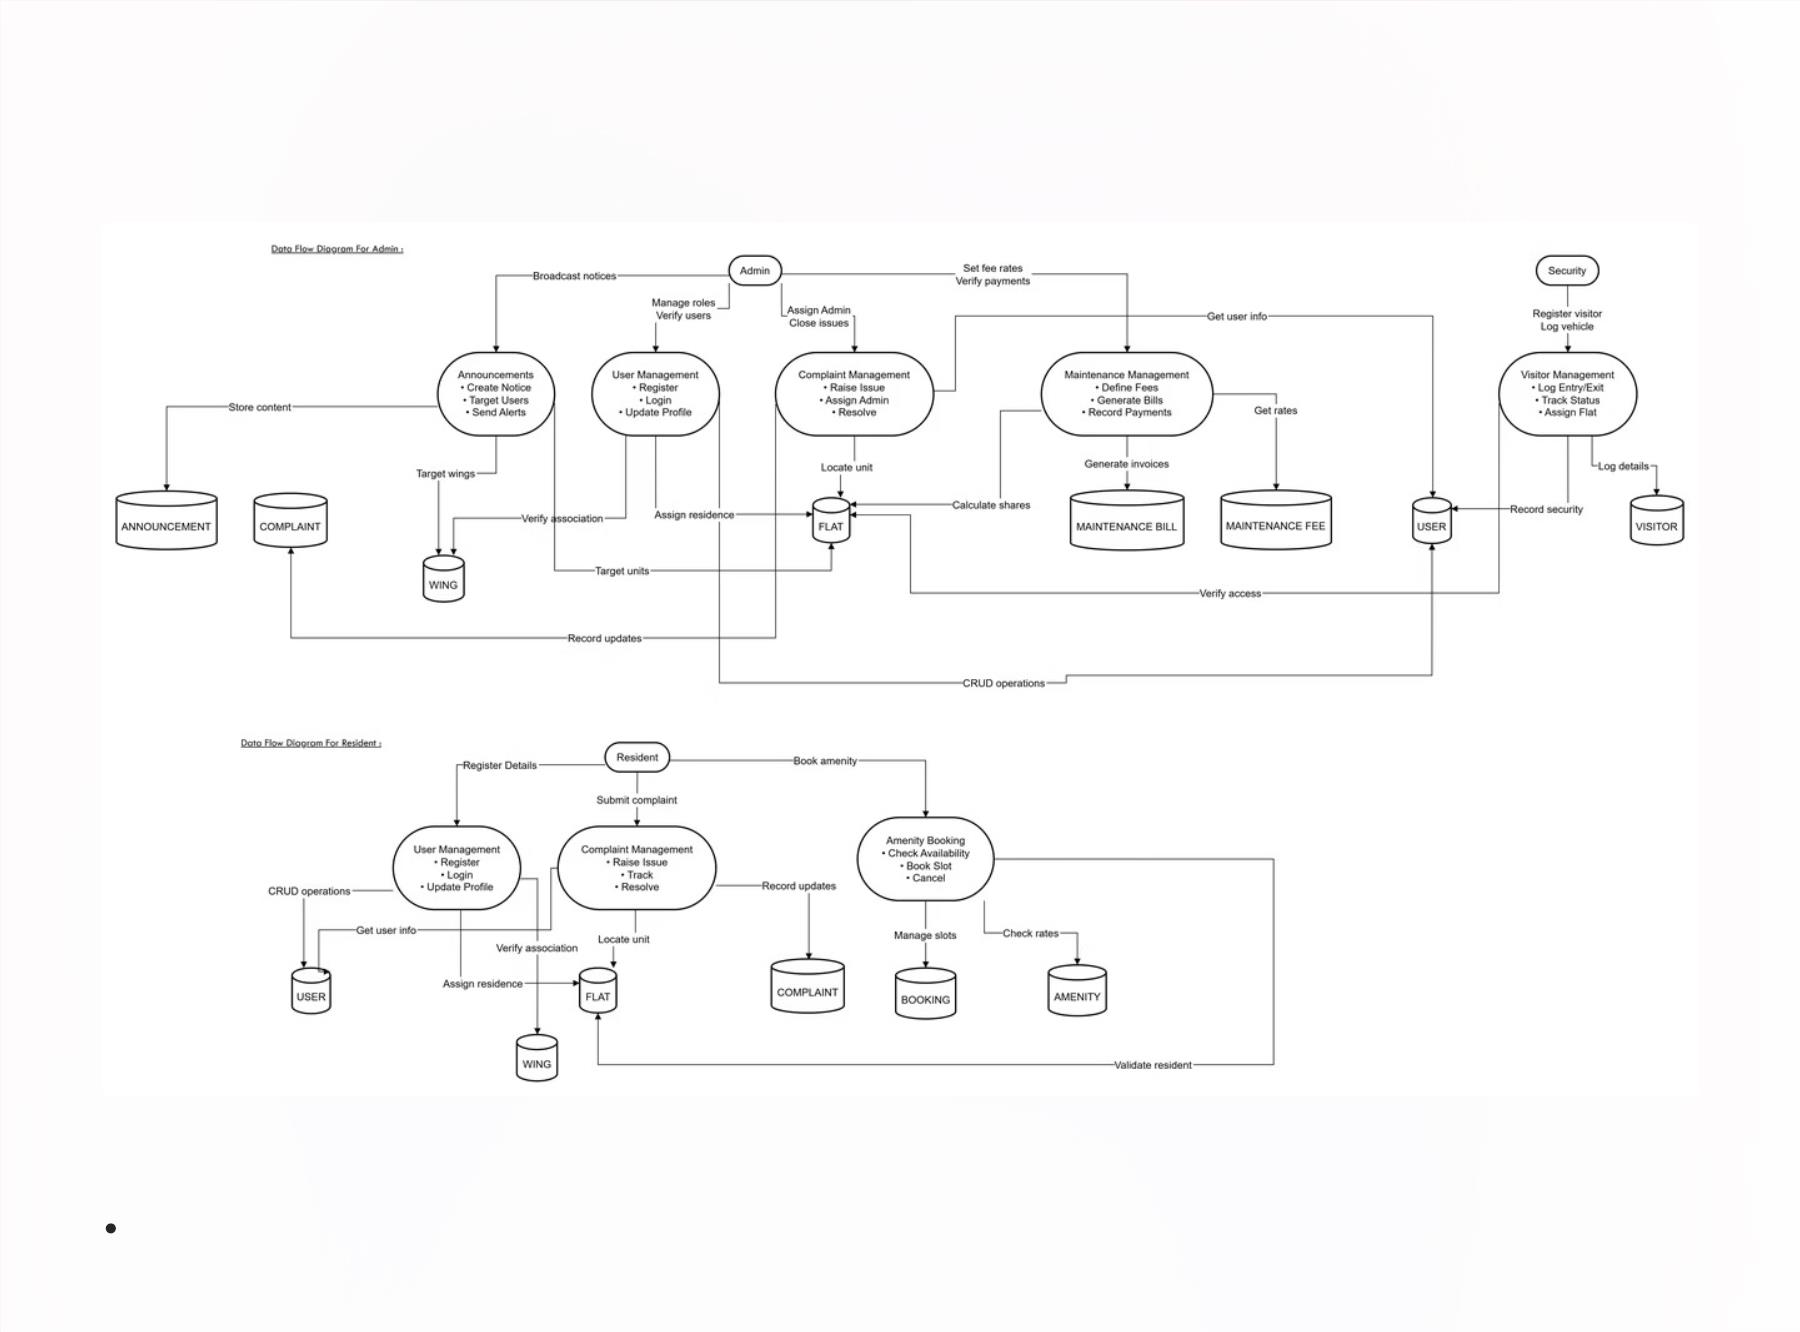 Data Flow Diagram For Admin :
Admin
Security
Broadcast notices
Set fee rates
Verify payments
Manage roles
Verify users
Assign Admin
Close issues
Get user info
Register visitor
Log vehicle
Announcements
• Create Notice
• Target Users
• Send Alerts
User Management
• Register
• Login
• Update Profile
Complaint Management
• Raise Issue
• Assign Admin
• Resolve
Maintenance Management
• Define Fees
• Generate Bills
• Record Payments
Visitor Management
• Log Entry/Exit
• Track Status
• Assign Flat
Store content
Get rates
Target wings
Locate unit
Generate invoices
Log details
Calculate shares
Record security
Verify association
Assign residence
ANNOUNCEMENT
COMPLAINT
FLAT
MAINTENANCE BILL
MAINTENANCE FEE
USER
VISITOR
Target units
WING
Verify access
Record updates
CRUD operations
Data Flow Diagram For Resident :
Resident
Register Details
Book amenity
Submit complaint
User Management
• Register
• Login
• Update Profile
Complaint Management
• Raise Issue
• Track
• Resolve
Amenity Booking
• Check Availability
• Book Slot
• Cancel
CRUD operations
Record updates
Get user info
Verify association
Locate unit
Manage slots
Check rates
Assign residence
USER
FLAT
COMPLAINT
BOOKING
AMENITY
WING
Validate resident